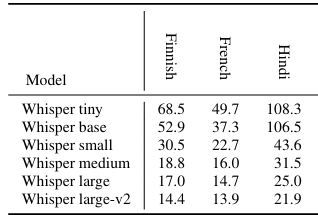 Model Finnish French Hindi
Whisper tiny 68.5 49.7 108.3
Whisper base 52.9 37.3 106.5
Whisper small 30.5 22.7 43.6
Whisper medium 18.8 16.0 31.5
Whisper large 17.0 14.7 25.0
Whisper large-v2 14.4 13.9 21.9